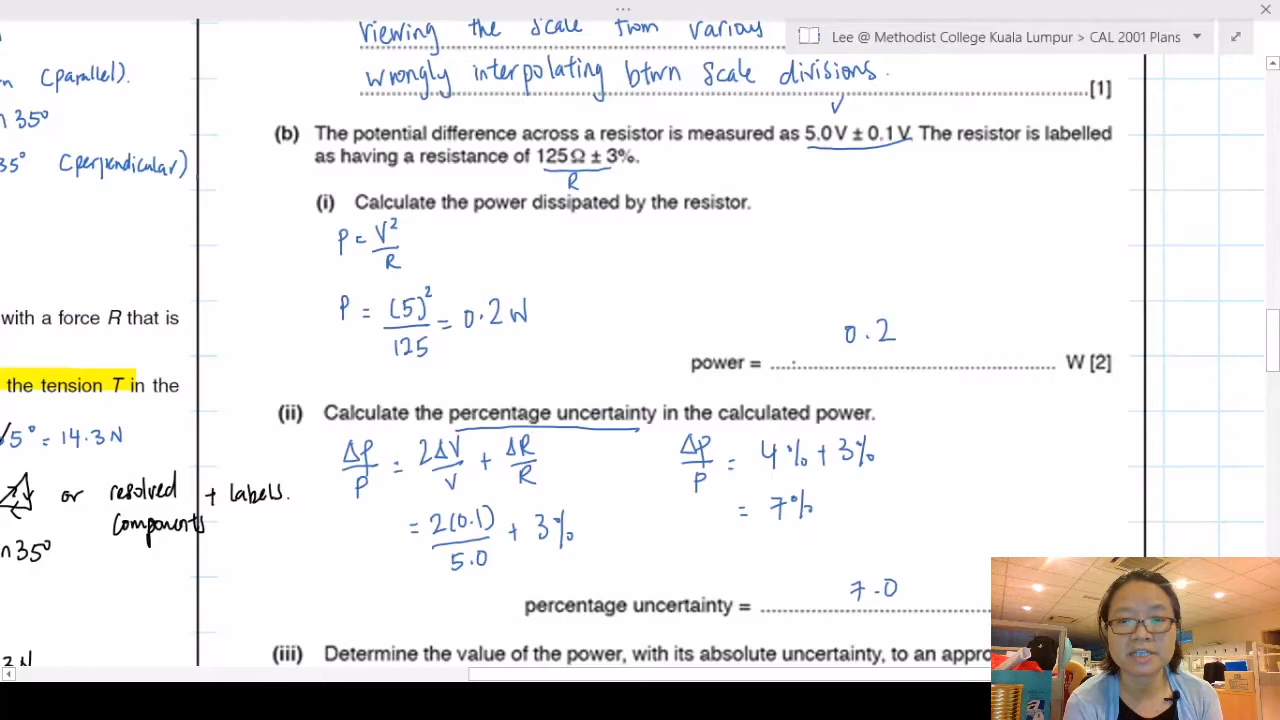 viewing the scale from various
Lee @ Methodist College Kuala Lumpur > CAL 2001 Plans
wrongly interpolating btwn scale divisions.
[1]
(parallel).
n 35°
35° (perpendicular)
(b) The potential difference across a resistor is measured as 5.0 V ± 0.1 V. The resistor is labelled
V
as having a resistance of 125 Ω ± 3%.
R
(i) Calculate the power dissipated by the resistor.
P = V²/R
P = (5)²/125 = 0.2 W
0.2
power = ............ W [2]
with a force R that is
the tension T in the
5° = 14.3 N
or resolved components + labels.
n 35°
(ii) Calculate the percentage uncertainty in the calculated power.
ΔP/P = 2ΔV/V + ΔR/R
= 2(0.1)/5.0 + 3%
ΔP/P = 4% + 3%
= 7%
7.0
percentage uncertainty = ............
(iii) Determine the value of the power, with its absolute uncertainty, to an appro